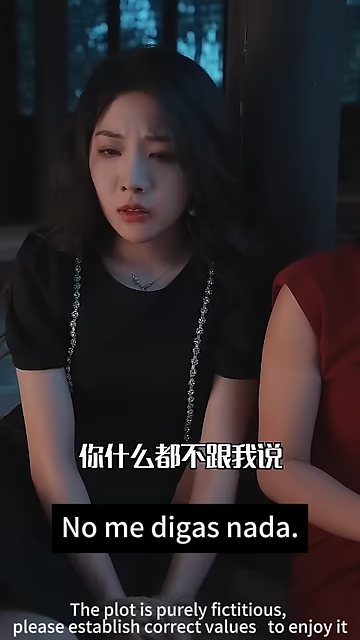 你什么都不跟我说
No me digas nada.
The plot is purely fictitious,
please establish correct values to enjoy it